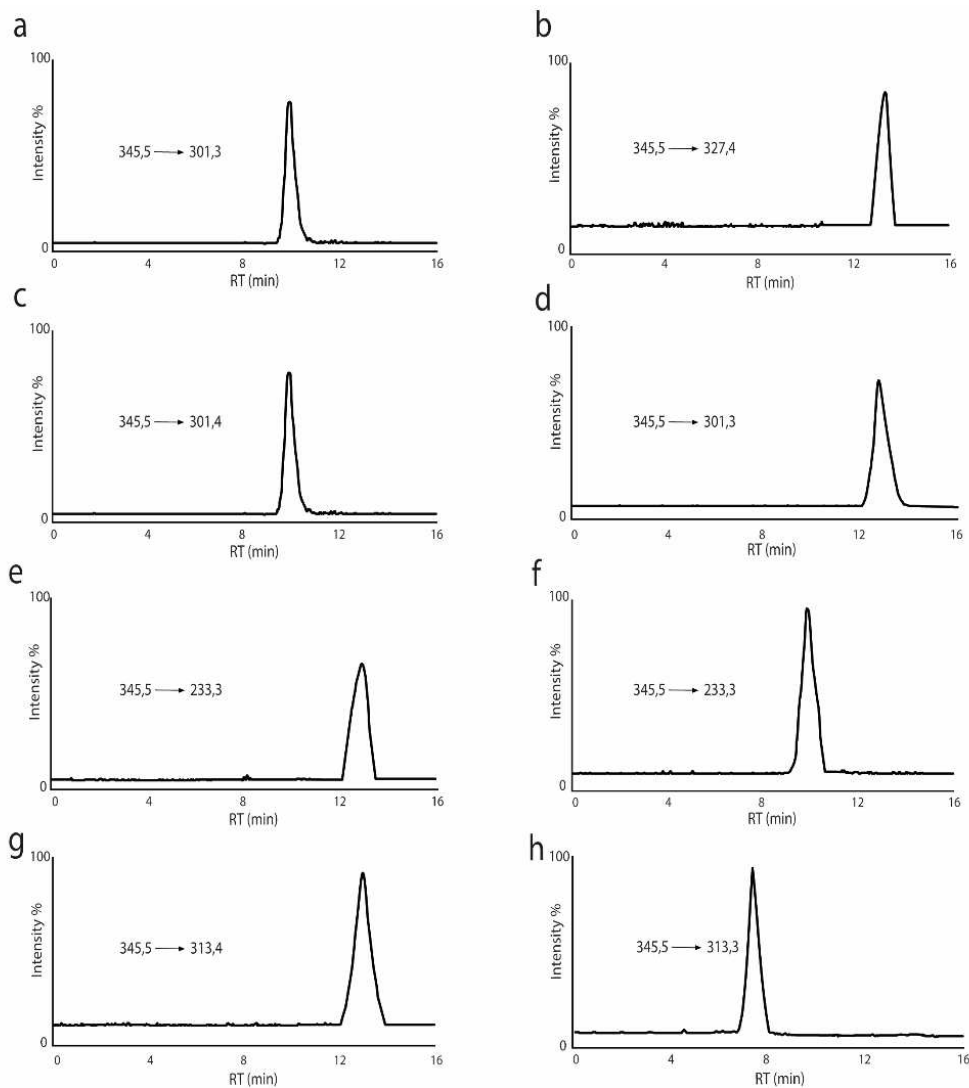 a
100
Intensity %
345,5 → 301,3
0
0 4 8 12 16
RT (min)
b
100
Intensity %
345,5 → 327,4
0
0 4 8 12 16
RT (min)
c
100
Intensity %
345,5 → 301,4
0
0 4 8 12 16
RT (min)
d
100
Intensity %
345,5 → 301,3
0
0 4 8 12 16
RT (min)
e
100
Intensity %
345,5 → 233,3
0
0 4 8 12 16
RT (min)
f
100
Intensity %
345,5 → 233,3
0
0 4 8 12 16
RT (min)
g
100
Intensity %
345,5 → 313,4
0
0 4 8 12 16
RT (min)
h
100
Intensity %
345,5 → 313,3
0
0 4 8 12 16
RT (min)